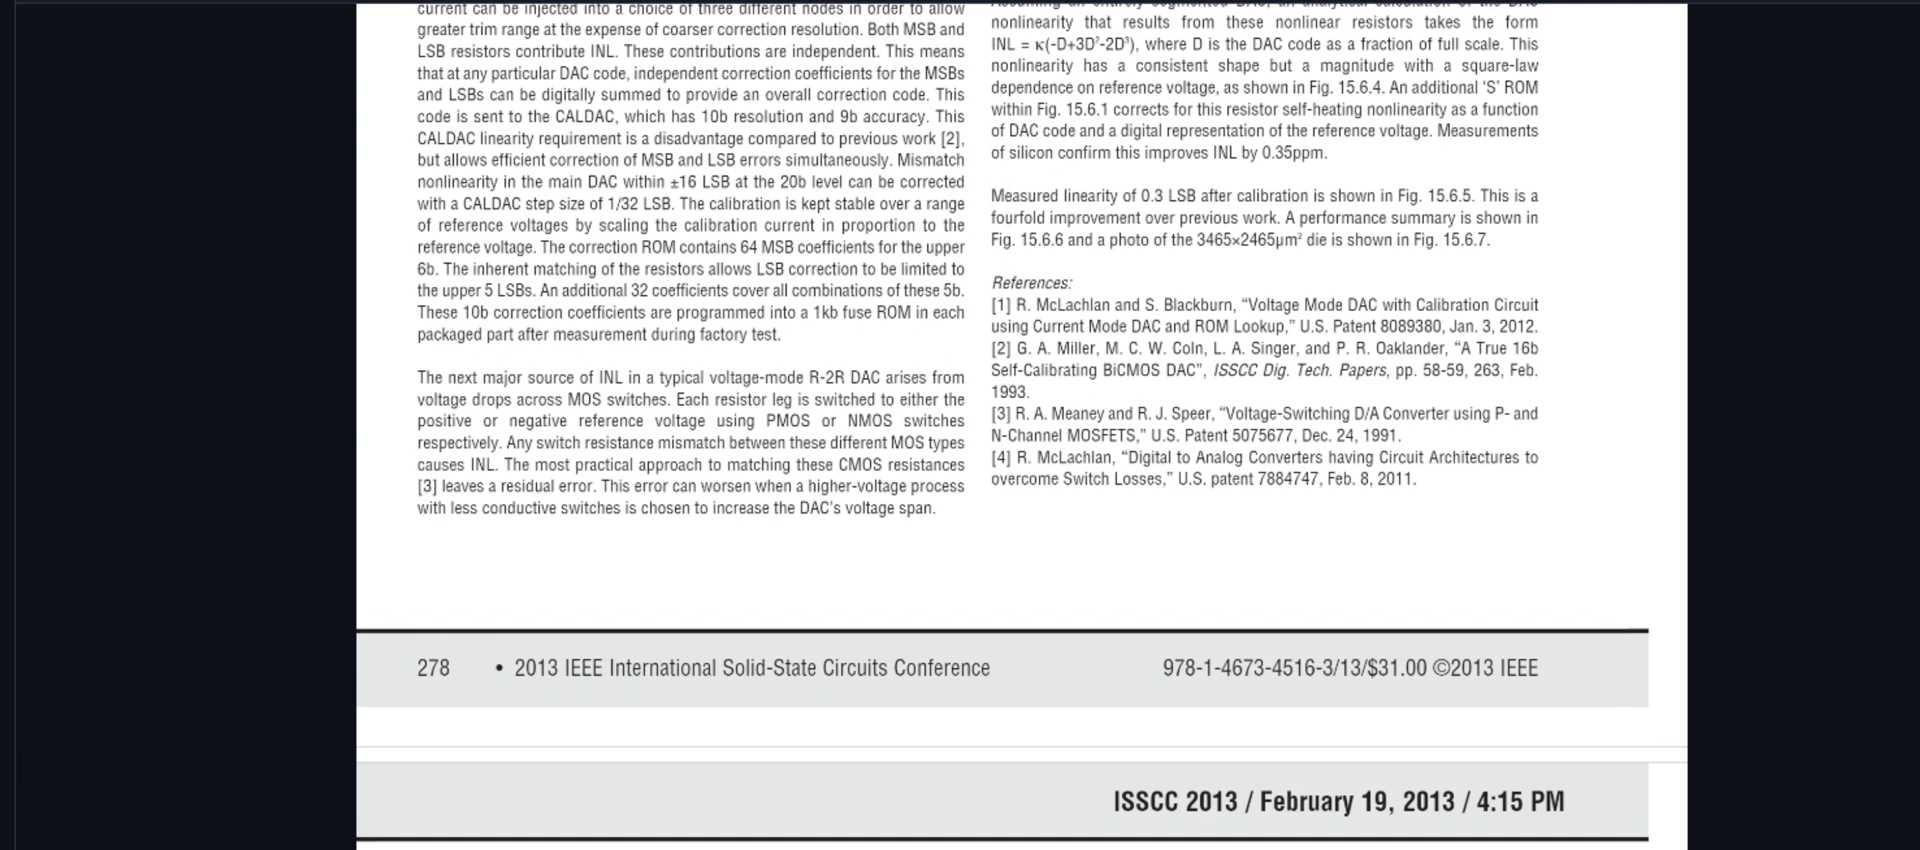 current can be injected into a choice of three different nodes in order to allow
greater trim range at the expense of coarser correction resolution. Both MSB and
LSB resistors contribute INL. These contributions are independent. This means
that at any particular DAC code, independent correction coefficients for the MSBs
and LSBs can be digitally summed to provide an overall correction code. This
code is sent to the CALDAC, which has 10b resolution and 9b accuracy. This
CALDAC linearity requirement is a disadvantage compared to previous work [2],
but allows efficient correction of MSB and LSB errors simultaneously. Mismatch
nonlinearity in the main DAC within ±16 LSB at the 20b level can be corrected
with a CALDAC step size of 1/32 LSB. The calibration is kept stable over a range
of reference voltages by scaling the calibration current in proportion to the
reference voltage. The correction ROM contains 64 MSB coefficients for the upper
6b. The inherent matching of the resistors allows LSB correction to be limited to
the upper 5 LSBs. An additional 32 coefficients cover all combinations of these 5b.
These 10b correction coefficients are programmed into a 1kb fuse ROM in each
packaged part after measurement during factory test.
The next major source of INL in a typical voltage-mode R-2R DAC arises from
voltage drops across MOS switches. Each resistor leg is switched to either the
positive or negative reference voltage using PMOS or NMOS switches
respectively. Any switch resistance mismatch between these different MOS types
causes INL. The most practical approach to matching these CMOS resistances
[3] leaves a residual error. This error can worsen when a higher-voltage process
with less conductive switches is chosen to increase the DAC's voltage span.
nonlinearity that results from these nonlinear resistors takes the form
INL = κ(-D+3D²-2D³), where D is the DAC code as a fraction of full scale. This
nonlinearity has a consistent shape but a magnitude with a square-law
dependence on reference voltage, as shown in Fig. 15.6.4. An additional ‘S’ ROM
within Fig. 15.6.1 corrects for this resistor self-heating nonlinearity as a function
of DAC code and a digital representation of the reference voltage. Measurements
of silicon confirm this improves INL by 0.35ppm.
Measured linearity of 0.3 LSB after calibration is shown in Fig. 15.6.5. This is a
fourfold improvement over previous work. A performance summary is shown in
Fig. 15.6.6 and a photo of the 3465×2465µm² die is shown in Fig. 15.6.7.
References:
[1] R. McLachlan and S. Blackburn, “Voltage Mode DAC with Calibration Circuit
using Current Mode DAC and ROM Lookup,” U.S. Patent 8089380, Jan. 3, 2012.
[2] G. A. Miller, M. C. W. Coln, L. A. Singer, and P. R. Oaklander, “A True 16b
Self-Calibrating BiCMOS DAC”, ISSCC Dig. Tech. Papers, pp. 58-59, 263, Feb.
1993.
[3] R. A. Meaney and R. J. Speer, “Voltage-Switching D/A Converter using P- and
N-Channel MOSFETS,” U.S. Patent 5075677, Dec. 24, 1991.
[4] R. McLachlan, “Digital to Analog Converters having Circuit Architectures to
overcome Switch Losses,” U.S. patent 7884747, Feb. 8, 2011.
278 • 2013 IEEE International Solid-State Circuits Conference
978-1-4673-4516-3/13/$31.00 ©2013 IEEE
ISSCC 2013 / February 19, 2013 / 4:15 PM